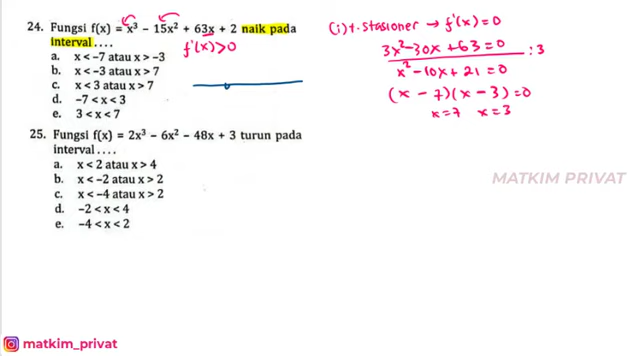 24. Fungsi f(x) = x³ − 15x² + 63x + 2 naik pada
interval . . . .
f'(x) > 0
a. x < −7 atau x > −3
b. x < −3 atau x > 7
c. x < 3 atau x > 7
d. −7 < x < 3
e. 3 < x < 7
25. Fungsi f(x) = 2x³ − 6x² − 48x + 3 turun pada
interval . . . .
a. x < 2 atau x > 4
b. x < −2 atau x > 2
c. x < −4 atau x > 2
d. −2 < x < 4
e. −4 < x < 2
(i) t. stasioner → f'(x) = 0
3x² − 30x + 63 = 0 : 3
x² − 10x + 21 = 0
(x − 7)(x − 3) = 0
x = 7 x = 3
MATKIM PRIVAT
matkim_privat